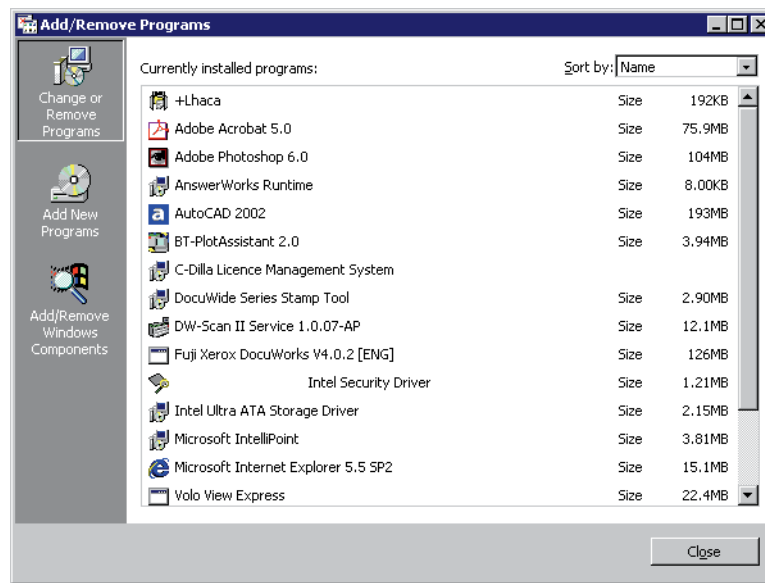 Add/Remove Programs
Change or
Remove
Programs
Add New
Programs
Add/Remove
Windows
Components
Currently installed programs:
Sort by: Name
+Lhaca Size 192KB
Adobe Acrobat 5.0 Size 75.9MB
Adobe Photoshop 6.0 Size 104MB
AnswerWorks Runtime Size 8.00KB
AutoCAD 2002 Size 193MB
BT-PlotAssistant 2.0 Size 3.94MB
C-Dilla Licence Management System
DocuWide Series Stamp Tool Size 2.90MB
DW-Scan II Service 1.0.07-AP Size 12.1MB
Fuji Xerox DocuWorks V4.0.2 [ENG] Size 126MB
Intel Security Driver Size 1.21MB
Intel Ultra ATA Storage Driver Size 2.15MB
Microsoft IntelliPoint Size 3.81MB
Microsoft Internet Explorer 5.5 SP2 Size 15.1MB
Volo View Express Size 22.4MB
Close